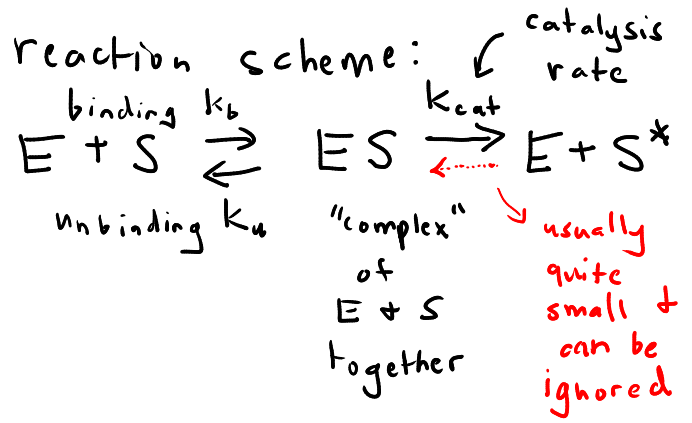 reaction scheme:
catalysis
rate
binding k_b
k_cat
E + S ⇌ ES → E + S*
unbinding k_u
"complex"
of
E + S
together
usually
quite
small +
can be
ignored